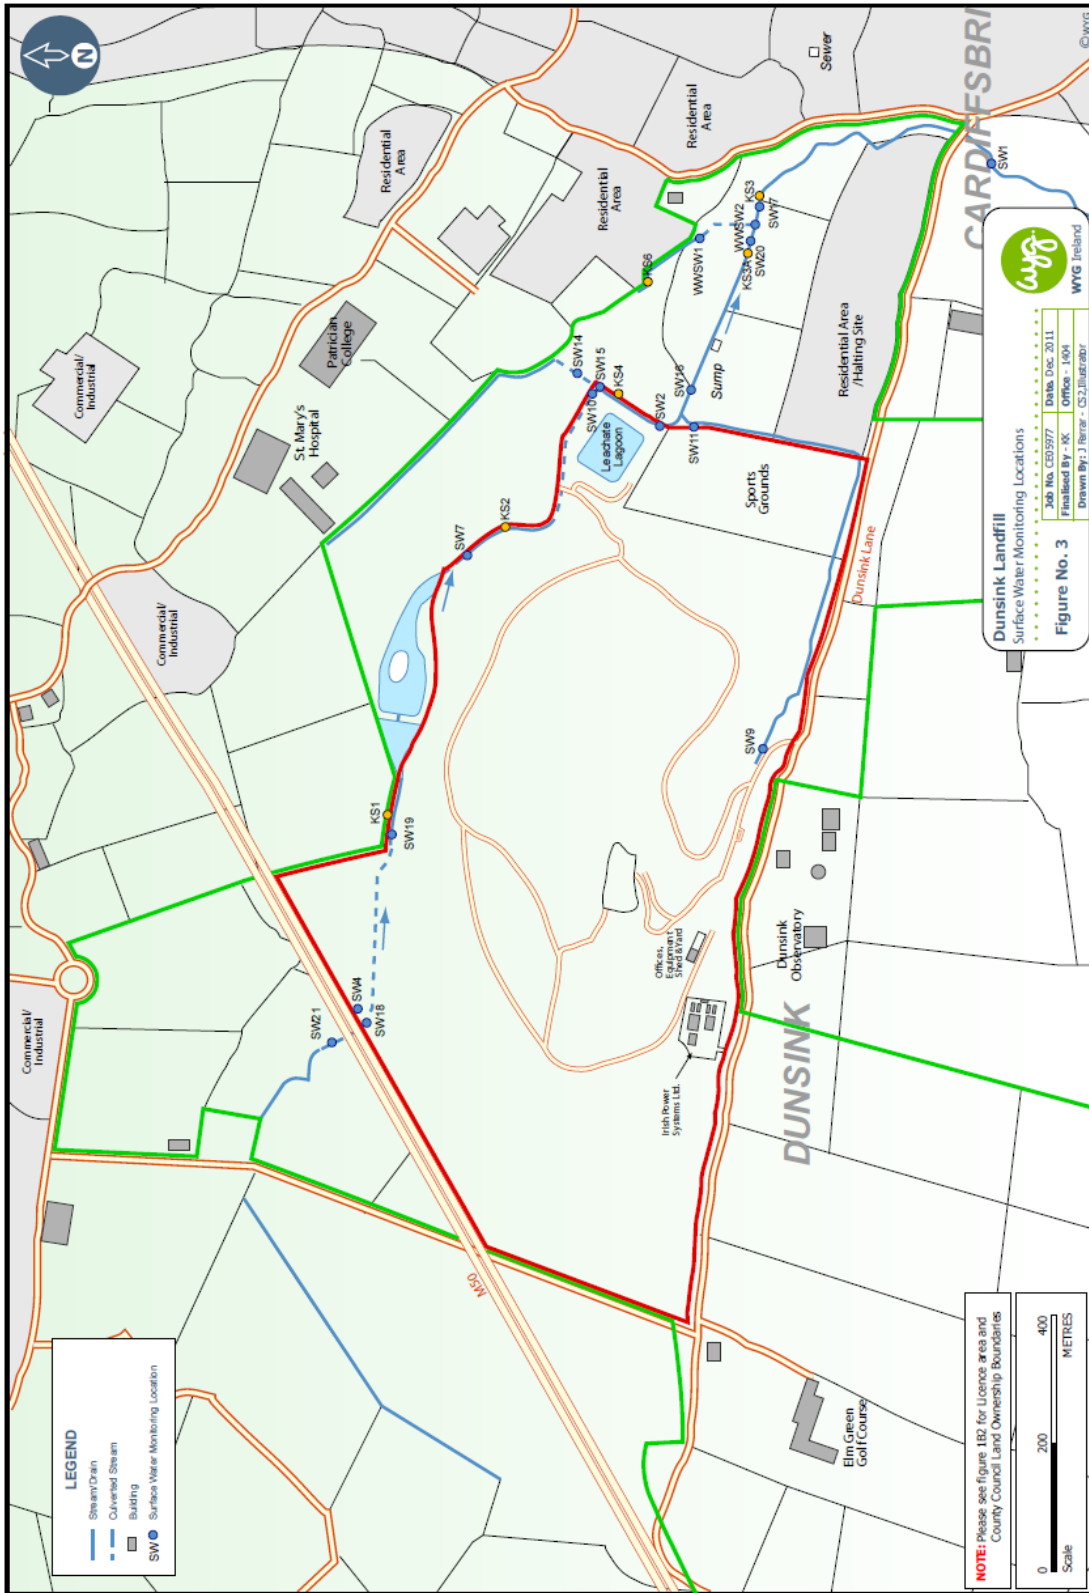 N
LEGEND
Stream/Drain
Culverted Stream
Building
SW Surface Water Monitoring Location
Commercial/
Industrial
Commercial/
Industrial
Commercial/
Industrial
St. Mary's
Hospital
Patrician
College
Residential
Area
Residential
Area
Residential
Area
Sewer
M50
SW21
SW4
SW18
KS1
SW19
SW7
KS2
SW14
SW15
SW10
KS4
KS6
Leachate
Lagoon
SW2
SW16
SW11
Sump
WWSW1
WWSW2
KS3A
SW20
SW17
KS3
SW1
Sports
Grounds
Residential Area
/Halting Site
Dunsink Lane
SW9
Offices,
Equipment
Shed & Yard
Irish Power
Systems Ltd.
Dunsink
Observatory
DUNSINK
CARDIFFSBRI
Elm Green
Golf Course
NOTE: Please see figure 1B2 for Licence area and
County Council Land Ownership Boundaries
0 200 400
Scale METRES
Dunsink Landfill
Surface Water Monitoring Locations
Figure No. 3
Job No. CE05977 Date. Dec. 2011
Finalised By - KK Office - 1404
Drawn By: J Farrar - CS2, Illustrator
wyg
WYG Ireland
©WYG